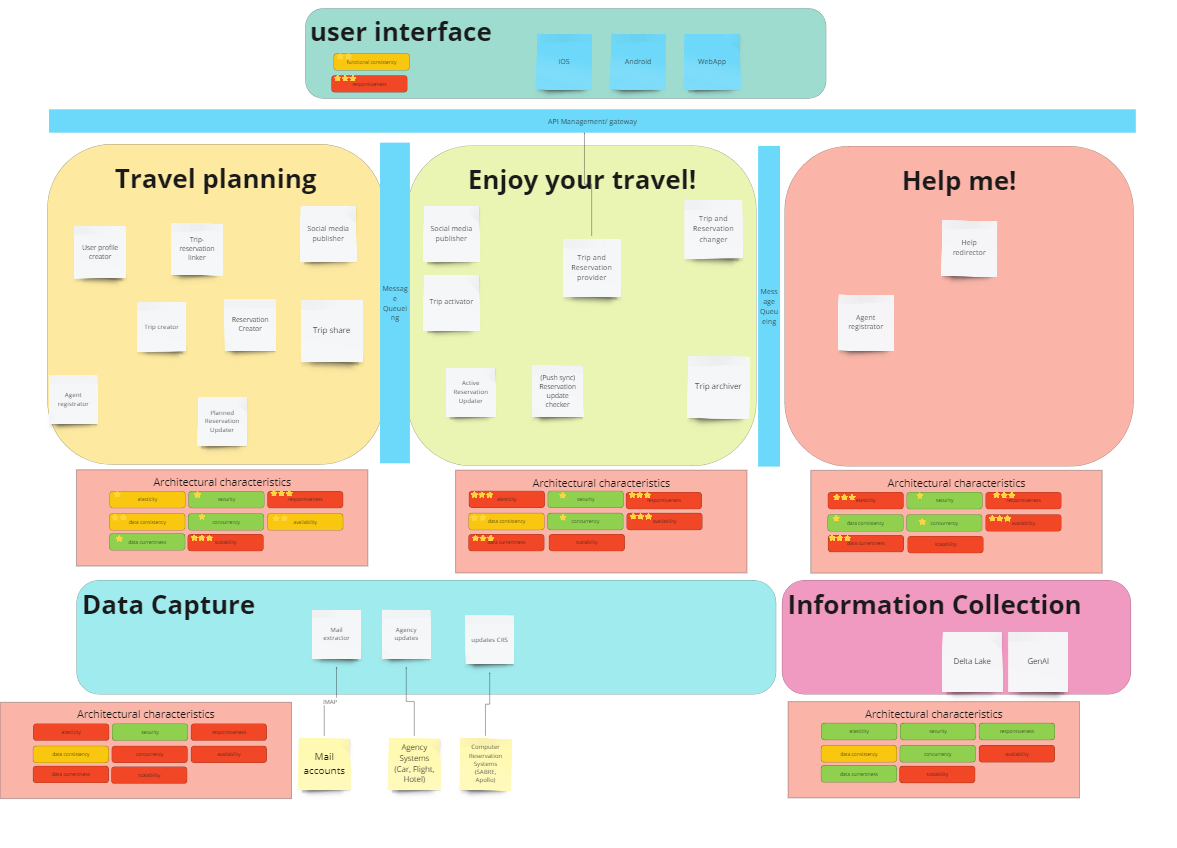 user interface
functional consistency
responsiveness
iOS
Android
WebApp
API Management/ gateway
Travel planning
User profile
creator
Trip-
reservation
linker
Social media
publisher
Trip creator
Reservation
Creator
Trip share
Agent
registrator
Planned
Reservation
Updater
Messag
e
Queuei
ng
Enjoy your travel!
Social media
publisher
Trip and
Reservation
provider
Trip and
Reservation
changer
Trip activator
Active
Reservation
Updater
(Push sync)
Reservation
update
checker
Trip archiver
Mess
age
Queu
eing
Help me!
Help
redirector
Agent
registrator
Architectural characteristics
elasticity
security
responsiveness
data consistency
concurrency
availability
data currentness
scalability
Architectural characteristics
elasticity
security
responsiveness
data consistency
concurrency
availability
data currentness
scalability
Architectural characteristics
elasticity
security
responsiveness
data consistency
concurrency
availability
data currentness
scalability
Data Capture
Mail
extractor
Agency
updates
updates CRS
IMAP
Mail
accounts
Agency
Systems
(Car, Flight,
Hotel)
Computer
Reservation
Systems
(SABRE,
Apollo)
Architectural characteristics
elasticity
security
responsiveness
data consistency
concurrency
availability
data currentness
scalability
Information Collection
Delta Lake
GenAI
Architectural characteristics
elasticity
security
responsiveness
data consistency
concurrency
availability
data currentness
scalability